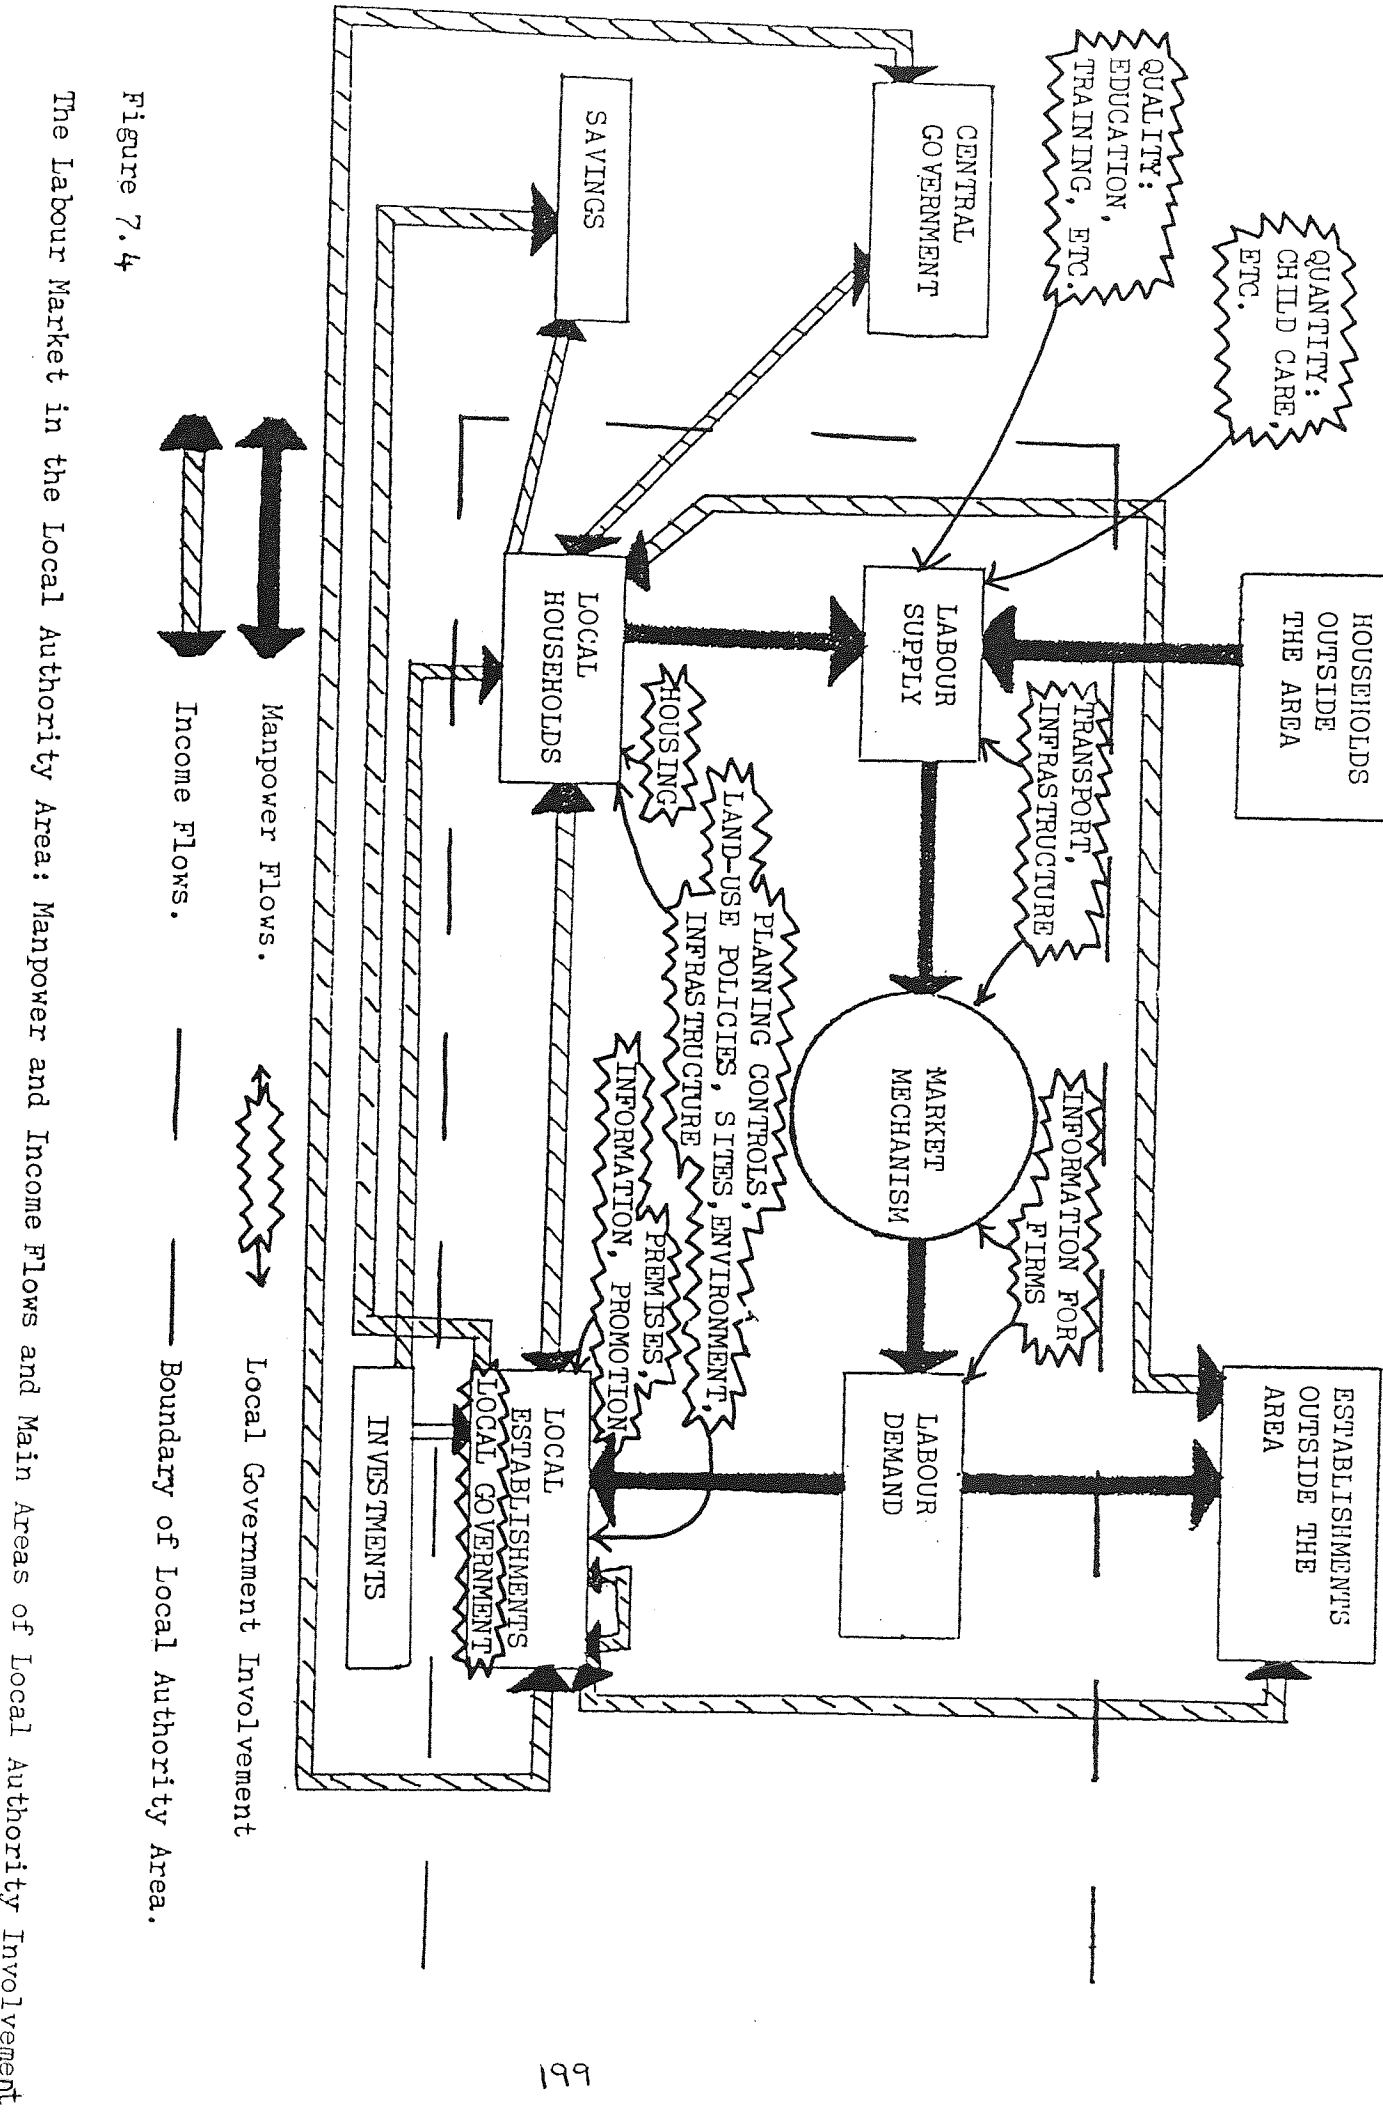 HOUSEHOLDS
OUTSIDE
THE AREA
ESTABLISHMENTS
OUTSIDE THE
AREA
QUANTITY:
CHILD CARE,
ETC.
QUALITY:
EDUCATION,
TRAINING, ETC.
TRANSPORT,
INFRASTRUCTURE
INFORMATION FOR
FIRMS
CENTRAL
GOVERNMENT
LABOUR
SUPPLY
MARKET
MECHANISM
LABOUR
DEMAND
PLANNING CONTROLS,
LAND-USE POLICIES, SITES, ENVIRONMENT,
INFRASTRUCTURE
HOUSING
PREMISES,
INFORMATION, PROMOTION
SAVINGS
LOCAL
HOUSEHOLDS
LOCAL
ESTABLISHMENTS
LOCAL GOVERNMENT
INVESTMENTS
Manpower Flows.
Local Government Involvement
Income Flows.
Boundary of Local Authority Area.
Figure 7.4
The Labour Market in the Local Authority Area: Manpower and Income Flows and Main Areas of Local Authority Involvement
199